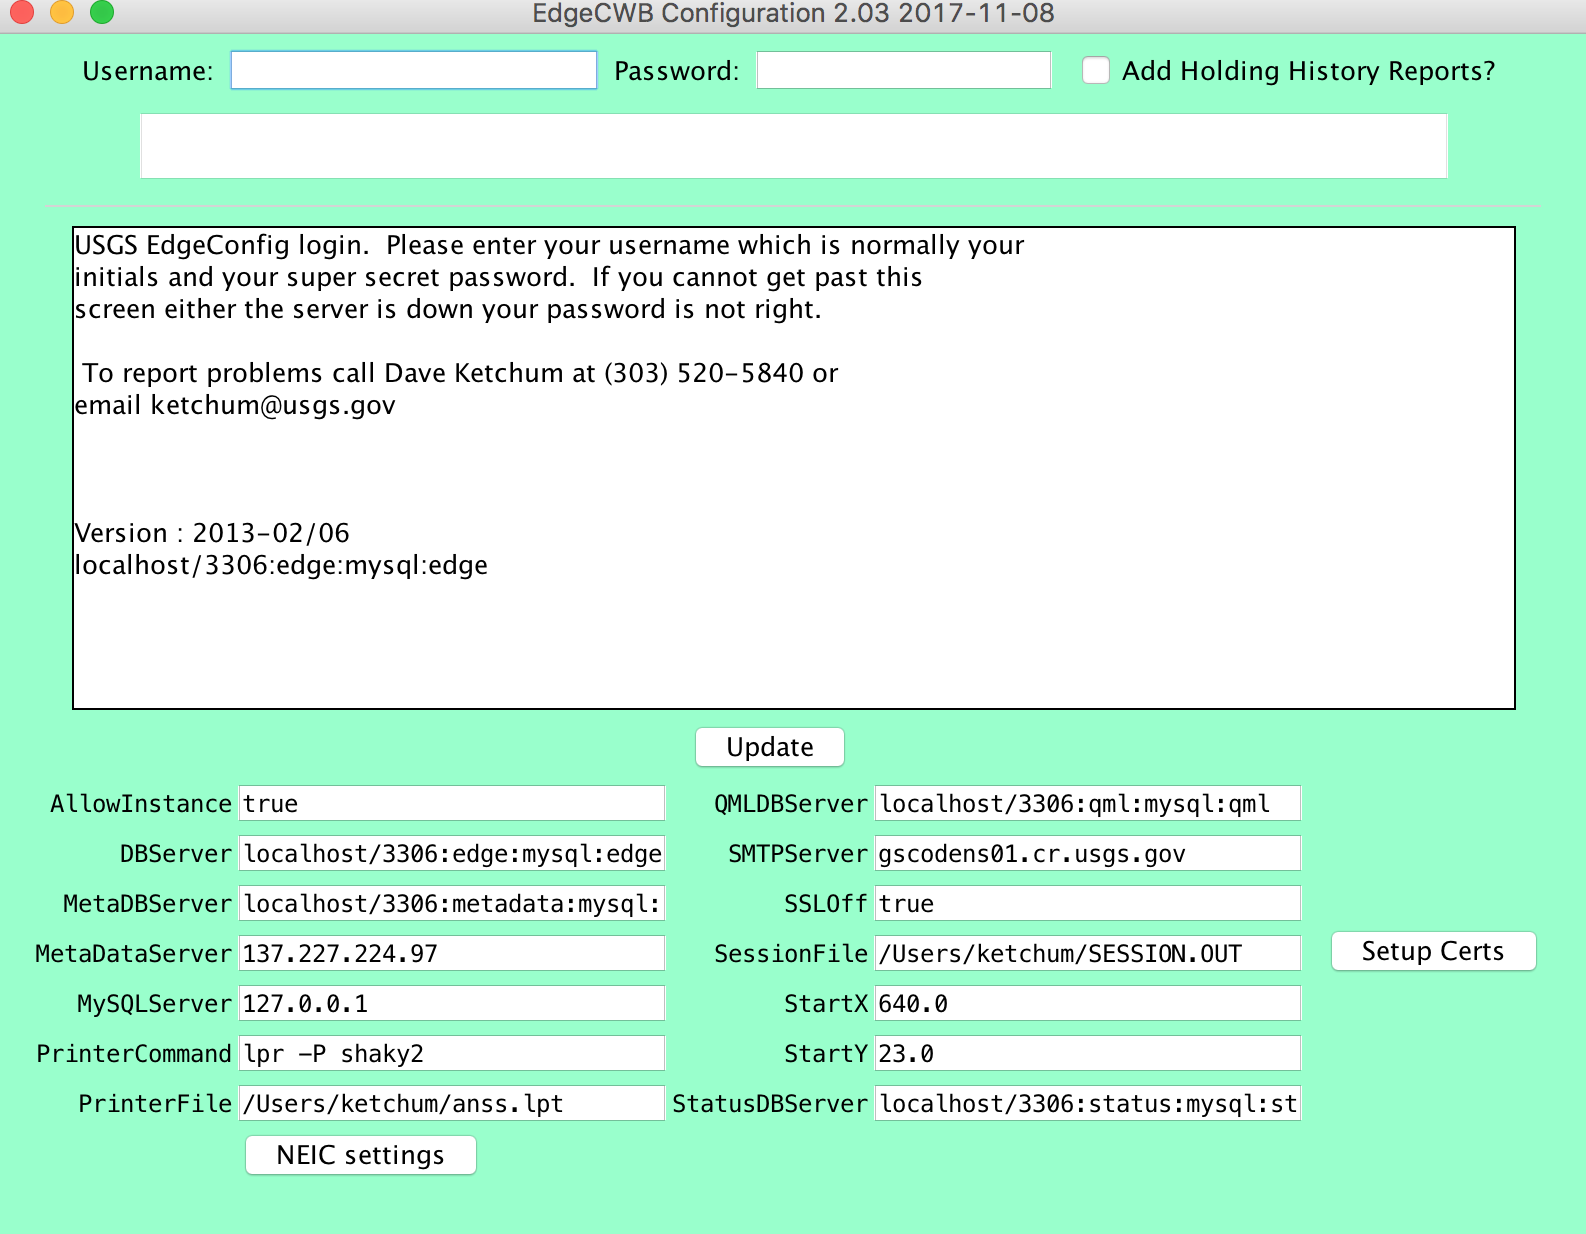 EdgeCWB Configuration 2.03 2017-11-08
Username: Password: Add Holding History Reports?
USGS EdgeConfig login.  Please enter your username which is normally your
initials and your super secret password.  If you cannot get past this
screen either the server is down your password is not right.
To report problems call Dave Ketchum at (303) 520-5840 or
email ketchum@usgs.gov
Version : 2013-02/06
localhost/3306:edge:mysql:edge
Update
AllowInstance true QMLDBServer localhost/3306:qml:mysql:qml
DBServer localhost/3306:edge:mysql:edge SMTPServer gscodens01.cr.usgs.gov
MetaDBServer localhost/3306:metadata:mysql: SSLOff true
MetaDataServer 137.227.224.97 SessionFile /Users/ketchum/SESSION.OUT Setup Certs
MySQLServer 127.0.0.1 StartX 640.0
PrinterCommand lpr -P shaky2 StartY 23.0
PrinterFile /Users/ketchum/anss.lpt StatusDBServer localhost/3306:status:mysql:st
NEIC settings